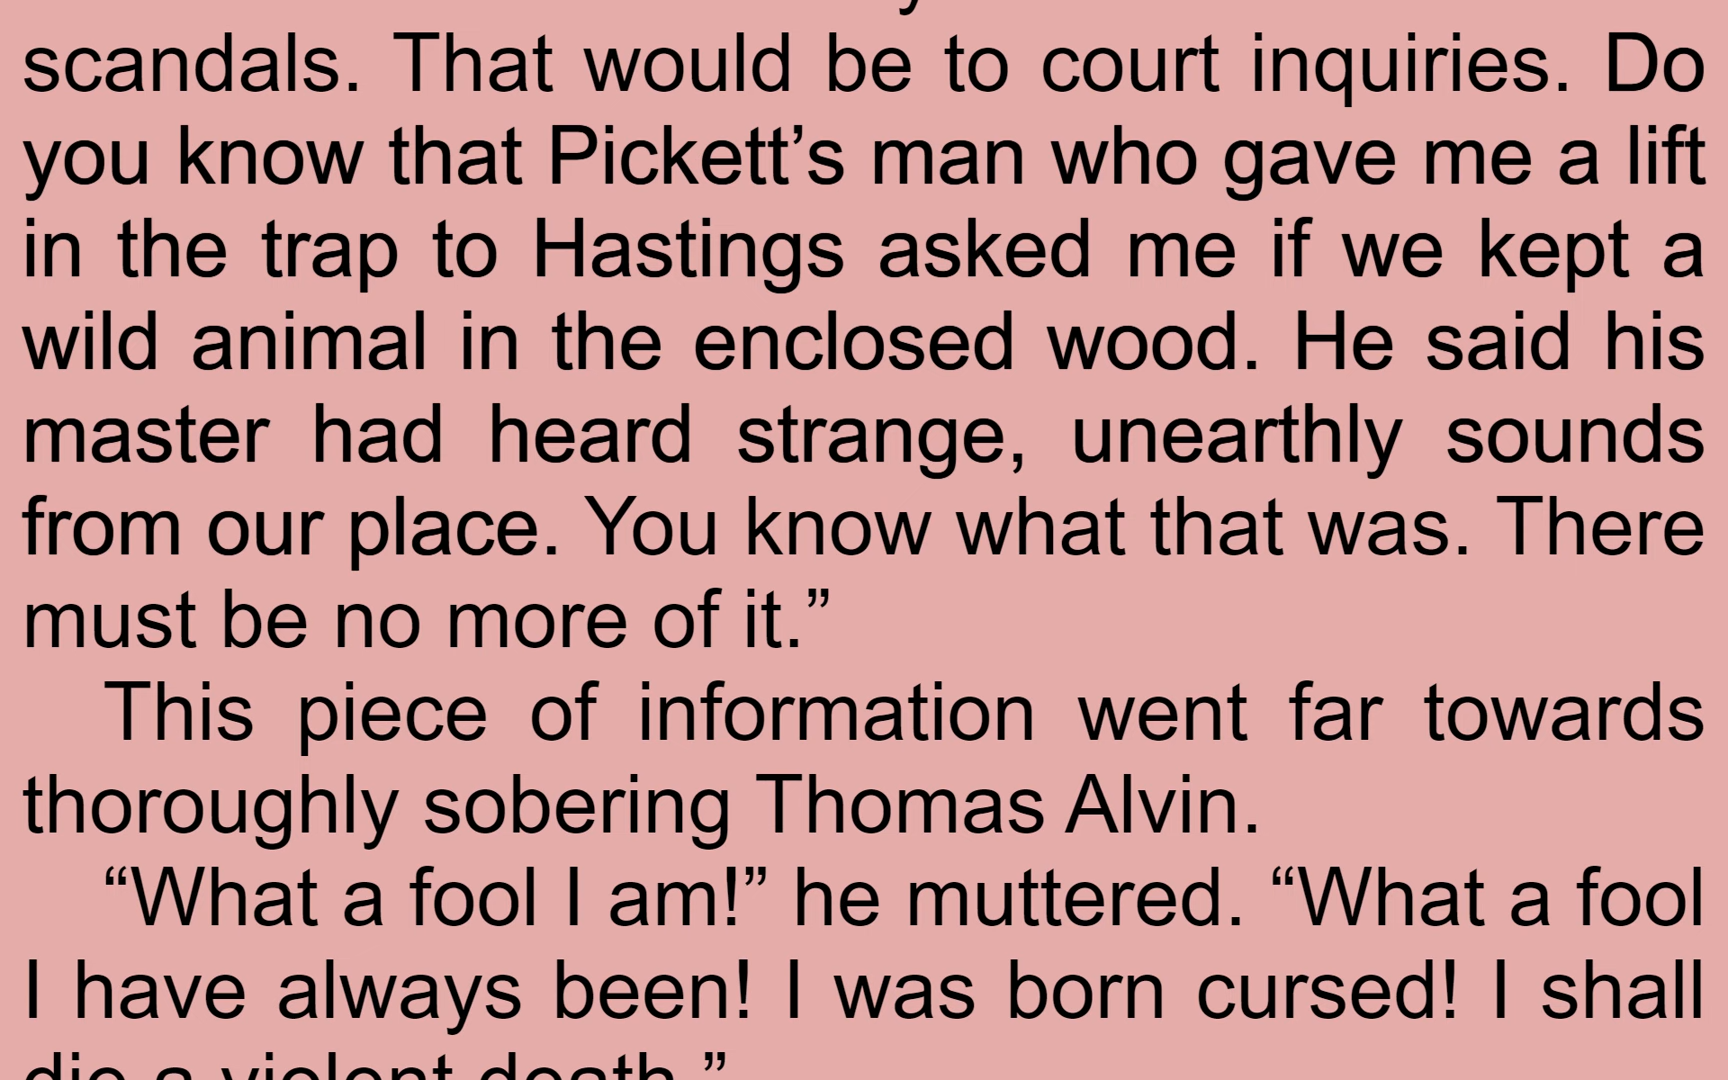 scandals. That would be to court inquiries. Do
you know that Pickett’s man who gave me a lift
in the trap to Hastings asked me if we kept a
wild animal in the enclosed wood. He said his
master had heard strange, unearthly sounds
from our place. You know what that was. There
must be no more of it.”
This piece of information went far towards
thoroughly sobering Thomas Alvin.
“What a fool I am!” he muttered. “What a fool
I have always been! I was born cursed! I shall
die a violent death.”